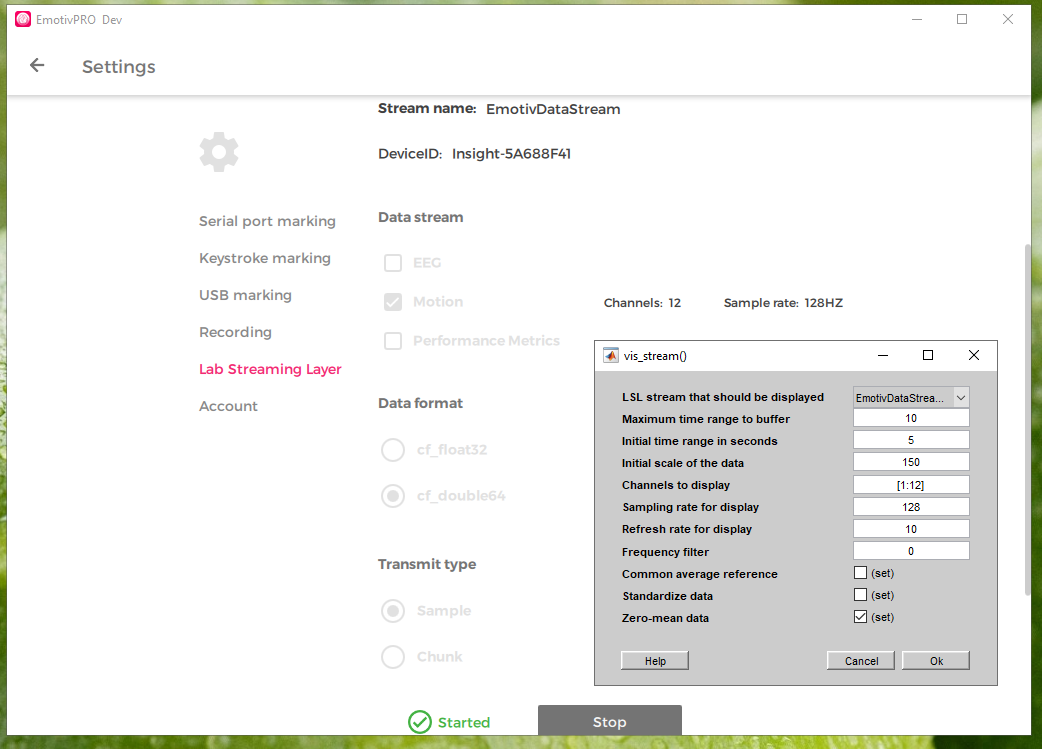 EmotivPRO Dev
Settings
Stream name: EmotivDataStream
DeviceID: Insight-5A688F41
Serial port marking
Keystroke marking
USB marking
Recording
Lab Streaming Layer
Account
Data stream
EEG
Motion
Channels: 12 Sample rate: 128HZ
Performance Metrics
Data format
cf_float32
cf_double64
Transmit type
Sample
Chunk
Started
Stop
vis_stream()
LSL stream that should be displayed EmotivDataStrea...
Maximum time range to buffer 10
Initial time range in seconds 5
Initial scale of the data 150
Channels to display [1:12]
Sampling rate for display 128
Refresh rate for display 10
Frequency filter 0
Common average reference (set)
Standardize data (set)
Zero-mean data (set)
Help Cancel Ok